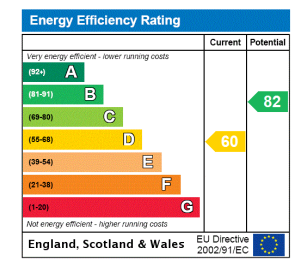 Energy Efficiency Rating
Current Potential
Very energy efficient - lower running costs
(92+) A
(81-91) B
(69-80) C
(55-68) D
(39-54) E
(21-38) F
(1-20) G
60
82
Not energy efficient - higher running costs
England, Scotland & Wales
EU Directive
2002/91/EC